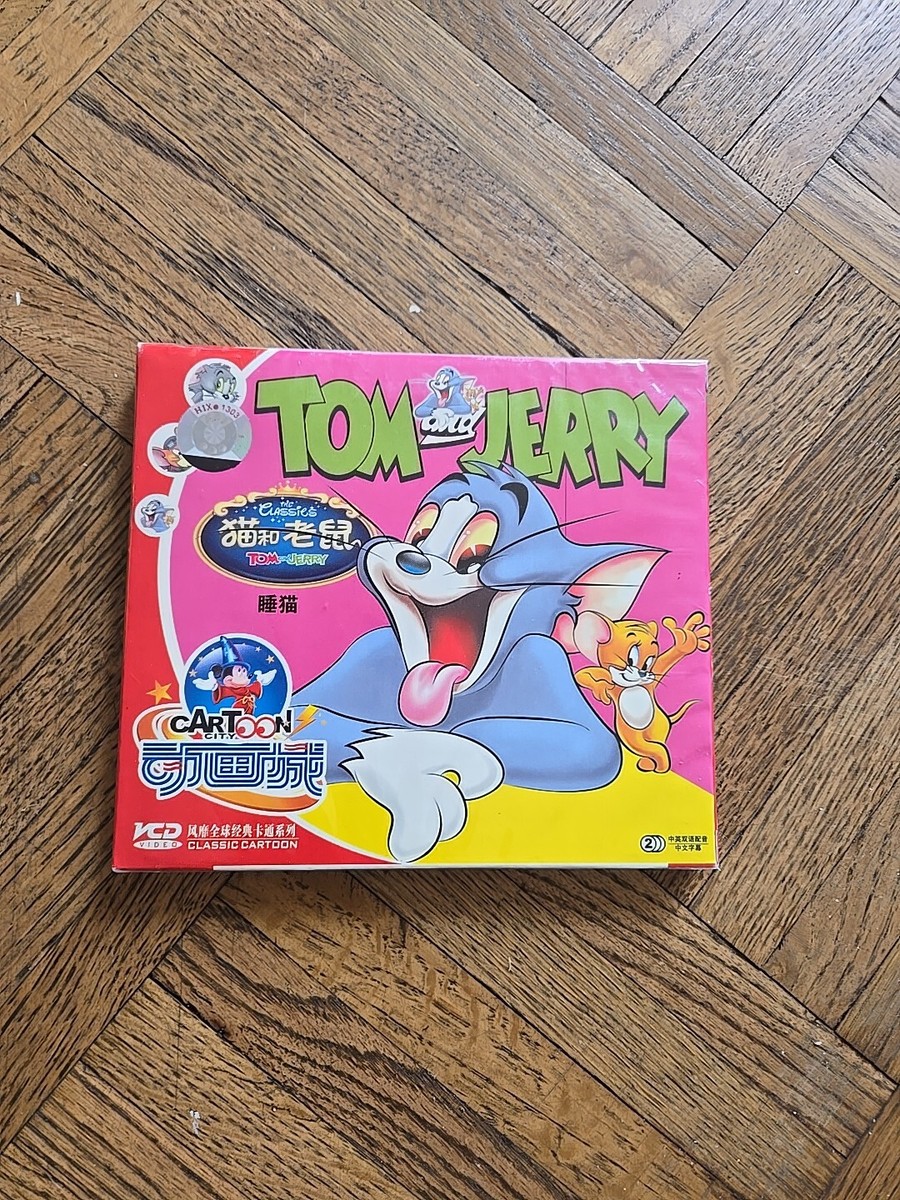 TOM and JERRY
HJX 1303
THE
CLASSICS
猫和老鼠
TOM AND JERRY
睡猫
CARTOON
CITY
动画城
VCD
VIDEO
风靡全球经典卡通系列
CLASSIC CARTOON
2
中英双语配音
中文字幕